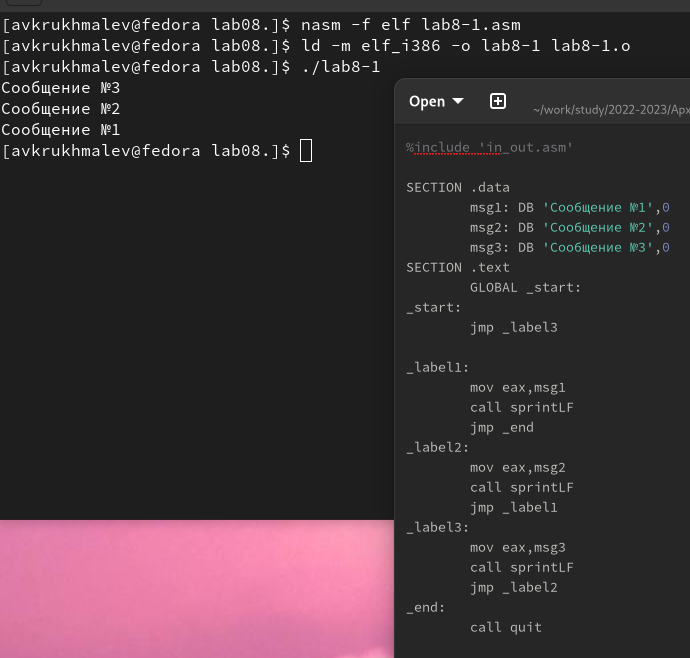 [avkrukhmalev@fedora lab08.]$ nasm -f elf lab8-1.asm
[avkrukhmalev@fedora lab08.]$ ld -m elf_i386 -o lab8-1 lab8-1.o
[avkrukhmalev@fedora lab08.]$ ./lab8-1
Сообщение №3
Сообщение №2
Сообщение №1
[avkrukhmalev@fedora lab08.]$
Open
~/work/study/2022-2023/Арх
%include 'in_out.asm'
SECTION .data
msg1: DB 'Сообщение №1',0
msg2: DB 'Сообщение №2',0
msg3: DB 'Сообщение №3',0
SECTION .text
GLOBAL _start:
_start:
jmp _label3
_label1:
mov eax,msg1
call sprintLF
jmp _end
_label2:
mov eax,msg2
call sprintLF
jmp _label1
_label3:
mov eax,msg3
call sprintLF
jmp _label2
_end:
call quit